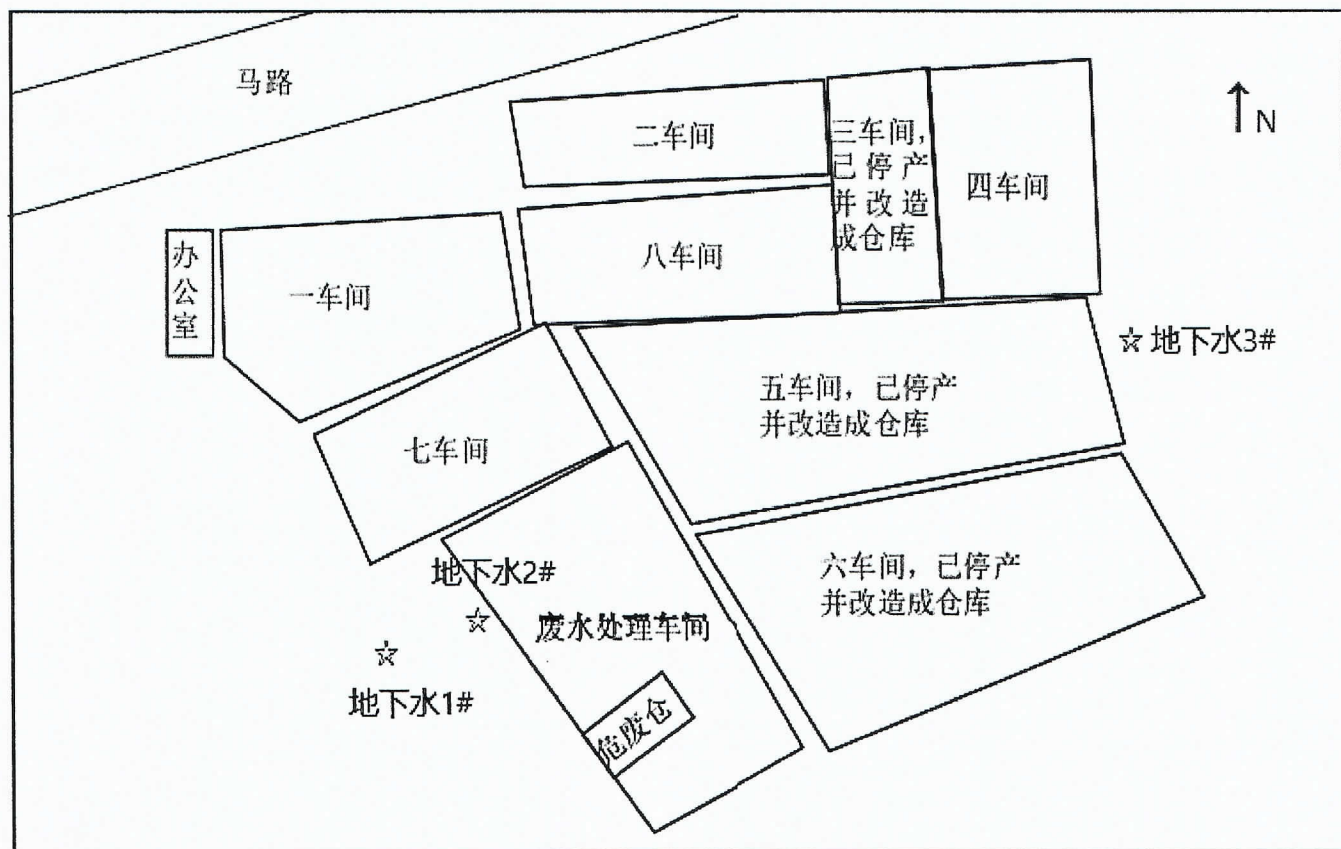 马路
N
二车间
三车间，
已停产
并改造
成仓库
四车间
办
公
室
一车间
八车间
地下水3#
五车间，已停产
并改造成仓库
七车间
地下水2#
六车间，已停产
并改造成仓库
废水处理车间
地下水1#
危废仓